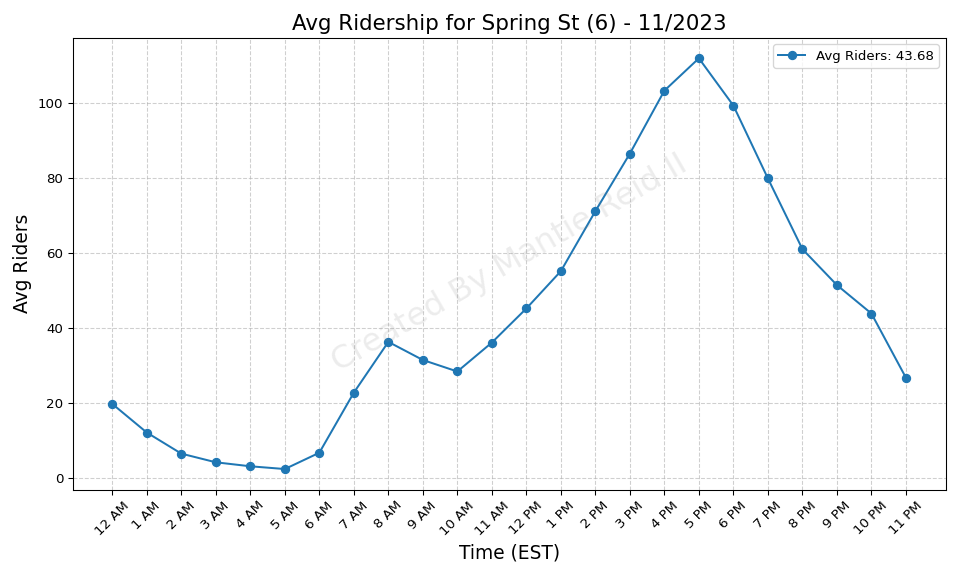 Avg Ridership for Spring St (6) - 11/2023
Avg Riders: 43.68
Avg Riders
100
80
60
40
20
0
Created By Mantie Reid II
12 AM
1 AM
2 AM
3 AM
4 AM
5 AM
6 AM
7 AM
8 AM
9 AM
10 AM
11 AM
12 PM
1 PM
2 PM
3 PM
4 PM
5 PM
6 PM
7 PM
8 PM
9 PM
10 PM
11 PM
Time (EST)